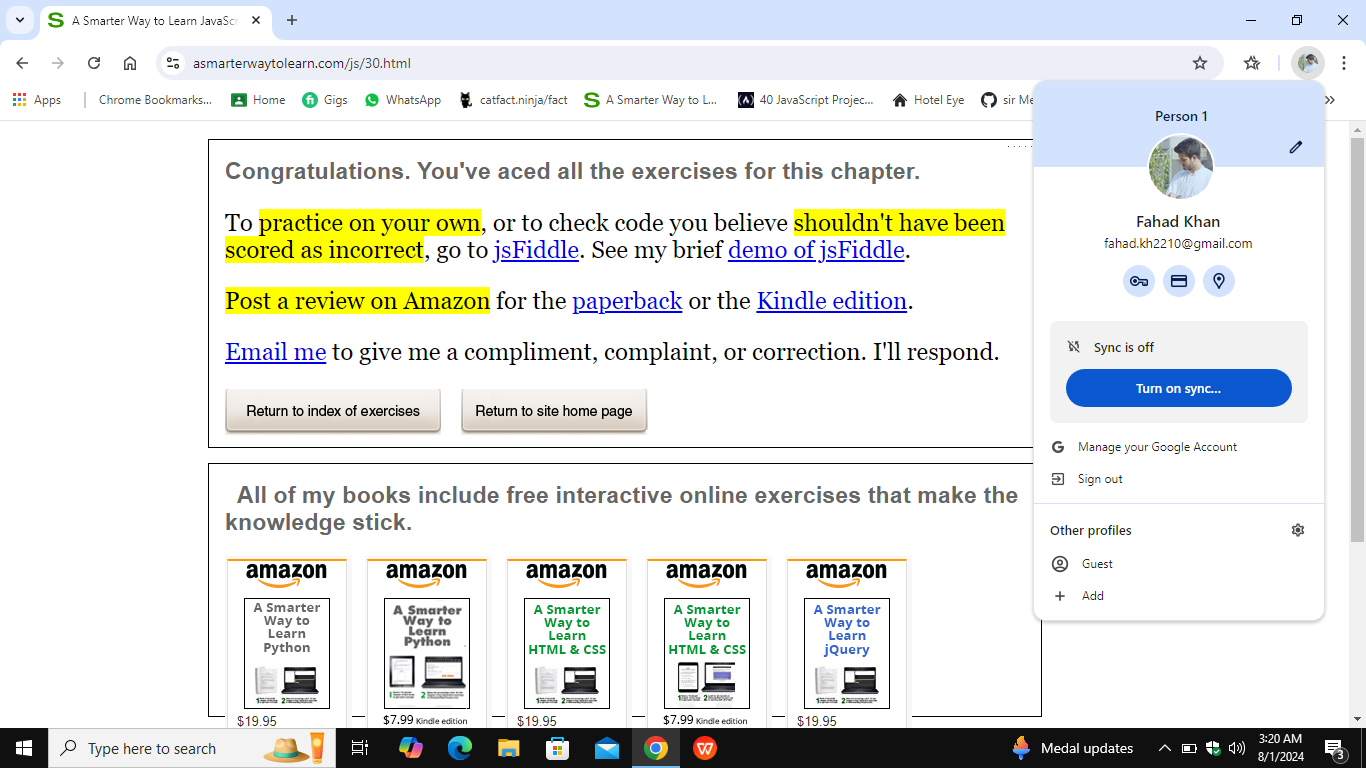 A Smarter Way to Learn JavaScr
asmarterwaytolearn.com/js/30.html
Apps
Chrome Bookmarks...
Home
Gigs
WhatsApp
catfact.ninja/fact
A Smarter Way to L...
40 JavaScript Projec...
Hotel Eye
sir Me
Congratulations. You've aced all the exercises for this chapter.
To practice on your own, or to check code you believe shouldn't have been
scored as incorrect, go to jsFiddle. See my brief demo of jsFiddle.
Post a review on Amazon for the paperback or the Kindle edition.
Email me to give me a compliment, complaint, or correction. I'll respond.
Return to index of exercises
Return to site home page
All of my books include free interactive online exercises that make the
knowledge stick.
amazon
A Smarter
Way to
Learn
Python
$19.95
amazon
A Smarter
Way to
Learn
Python
$7.99 Kindle edition
amazon
A Smarter
Way to
Learn
HTML & CSS
$19.95
amazon
A Smarter
Way to
Learn
HTML & CSS
$7.99 Kindle edition
amazon
A Smarter
Way to
Learn
jQuery
$19.95
Person 1
Fahad Khan
fahad.kh2210@gmail.com
Sync is off
Turn on sync...
Manage your Google Account
Sign out
Other profiles
Guest
Add
Type here to search
Medal updates
3:20 AM
8/1/2024
3